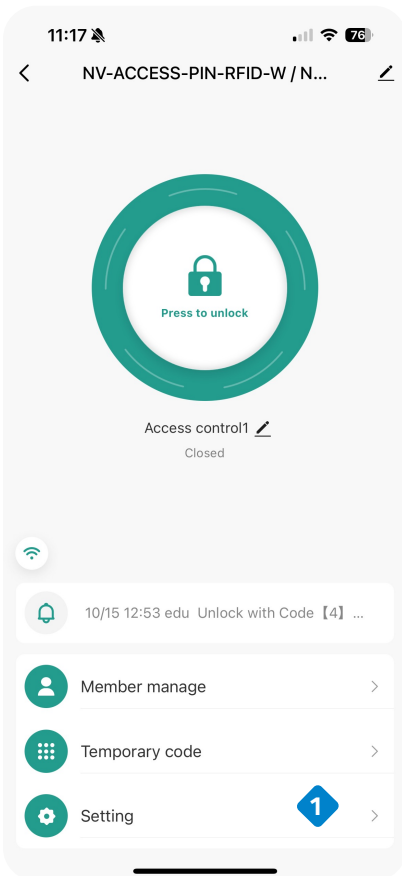 11:17
76
NV-ACCESS-PIN-RFID-W / N...
Press to unlock
Access control1
Closed
10/15 12:53 edu  Unlock with Code【4】...
Member manage
Temporary code
Setting
1